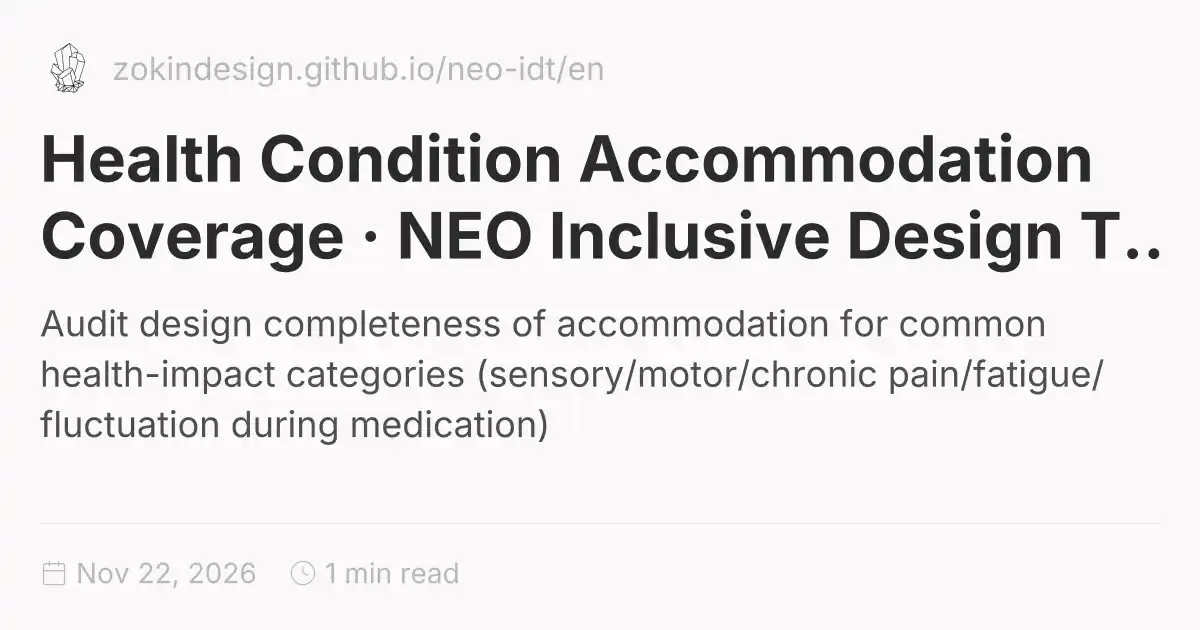 zokindesign.github.io/neo-idt/en
Health Condition Accommodation
Coverage · NEO Inclusive Design T..
Audit design completeness of accommodation for common
health-impact categories (sensory/motor/chronic pain/fatigue/
fluctuation during medication)
Nov 22, 2026 1 min read